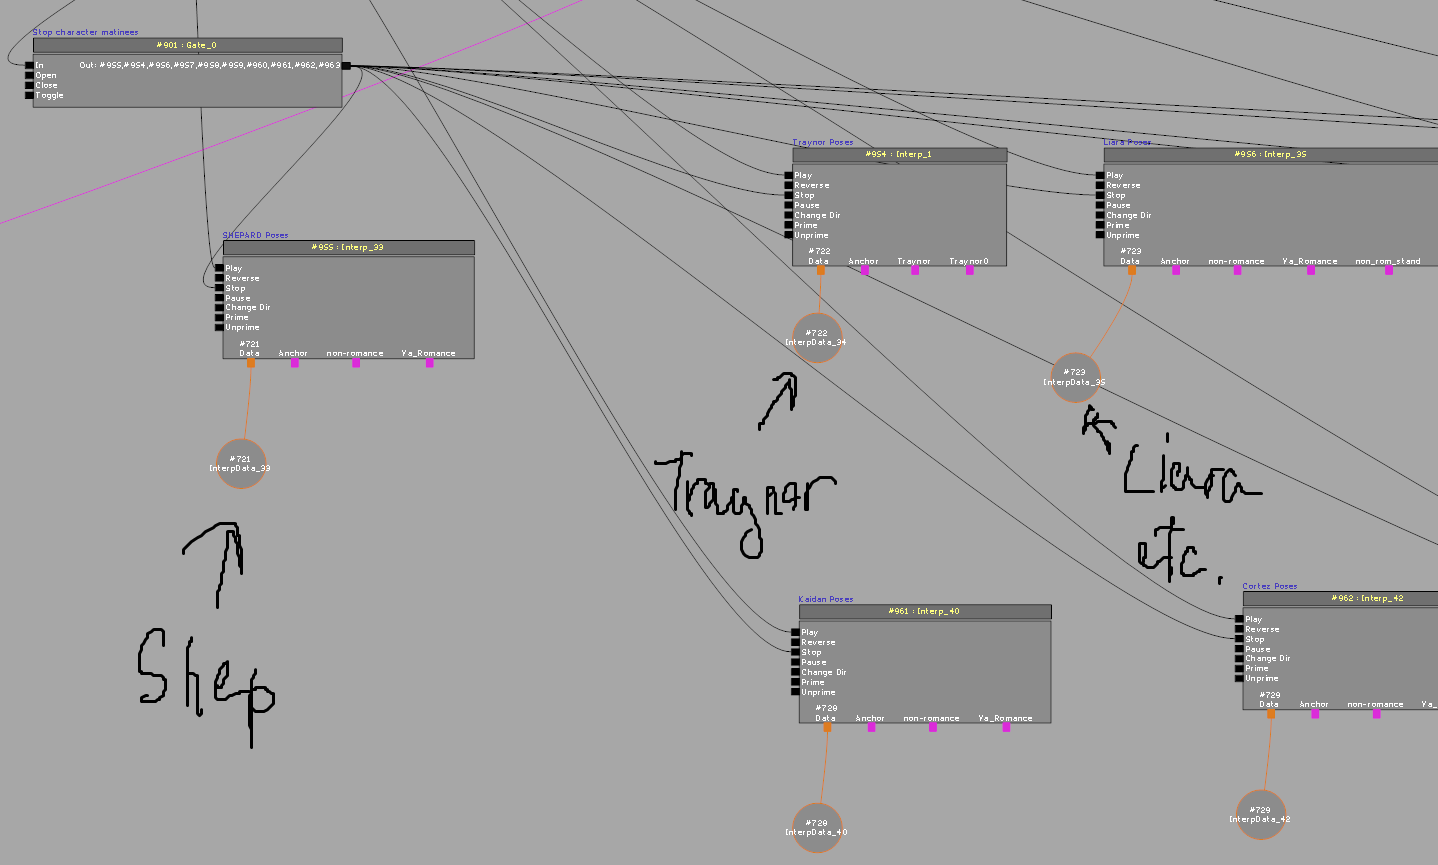 Stop character matinees
#901 : Gate_0
In
Out: #955,#954,#956,#957,#958,#959,#960,#961,#962,#963
Open
Close
Toggle
SHEPARD Poses
#955 : Interp_33
Play
Reverse
Stop
Pause
Change Dir
Prime
Unprime
#721
Data Anchor non-romance Ya_Romance
#721
InterpData_33
Shep
Traynor Poses
#954 : Interp_1
Play
Reverse
Stop
Pause
Change Dir
Prime
Unprime
#722
Data Anchor Traynor Traynor0
#722
InterpData_34
Traynor
Liara Poses
#956 : Interp_35
Play
Reverse
Stop
Pause
Change Dir
Prime
Unprime
#723
Data Anchor non-romance Ya_Romance non_rom_stand
#723
InterpData_35
Liara
etc.
Kaidan Poses
#961 : Interp_40
Play
Reverse
Stop
Pause
Change Dir
Prime
Unprime
#728
Data Anchor non-romance Ya_Romance
#728
InterpData_40
Cortez Poses
#962 : Interp_42
Play
Reverse
Stop
Pause
Change Dir
Prime
Unprime
#729
Data Anchor non-romance Ya_
#729
InterpData_42